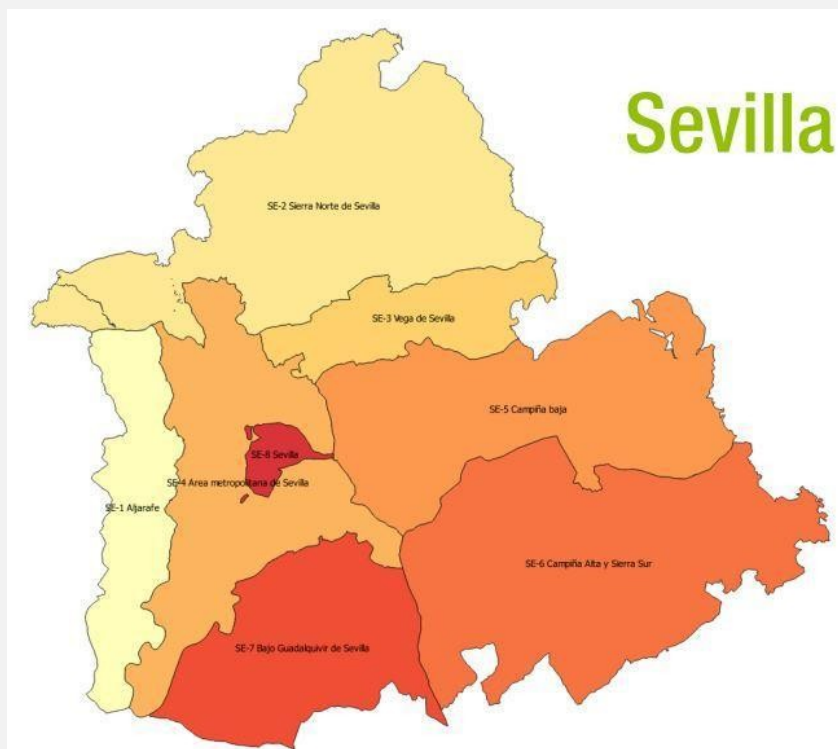 Sevilla
SE-2 Sierra Norte de Sevilla
SE-3 Vega de Sevilla
SE-5 Campiña baja
SE-8 Sevilla
SE-4 Area metropolitana de Sevilla
SE-1 Aljarafe
SE-6 Campiña Alta y Sierra Sur
SE-7 Bajo Guadalquivir de Sevilla